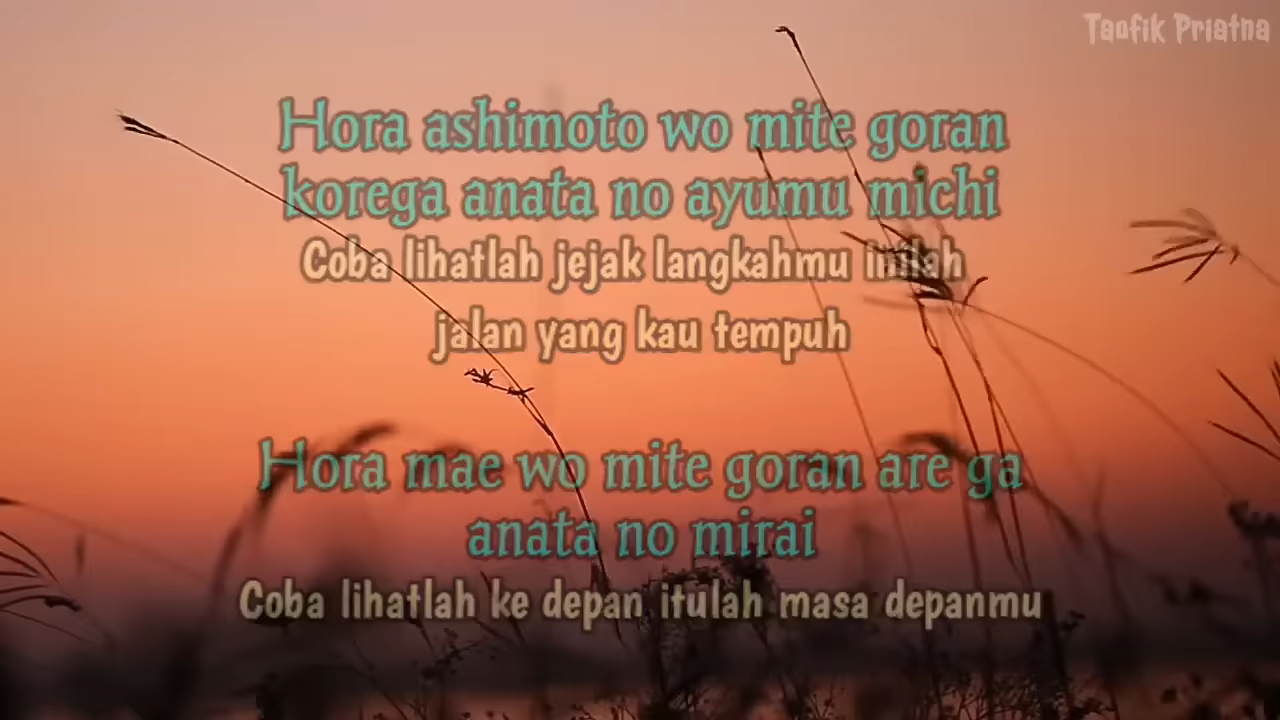 Taofik Priatna
Hora ashimoto wo mite goran
korega anata no ayumu michi
Coba lihatlah jejak langkahmu inilah
jalan yang kau tempuh
Hora mae wo mite goran are ga
anata no mirai
Coba lihatlah ke depan itulah masa depanmu